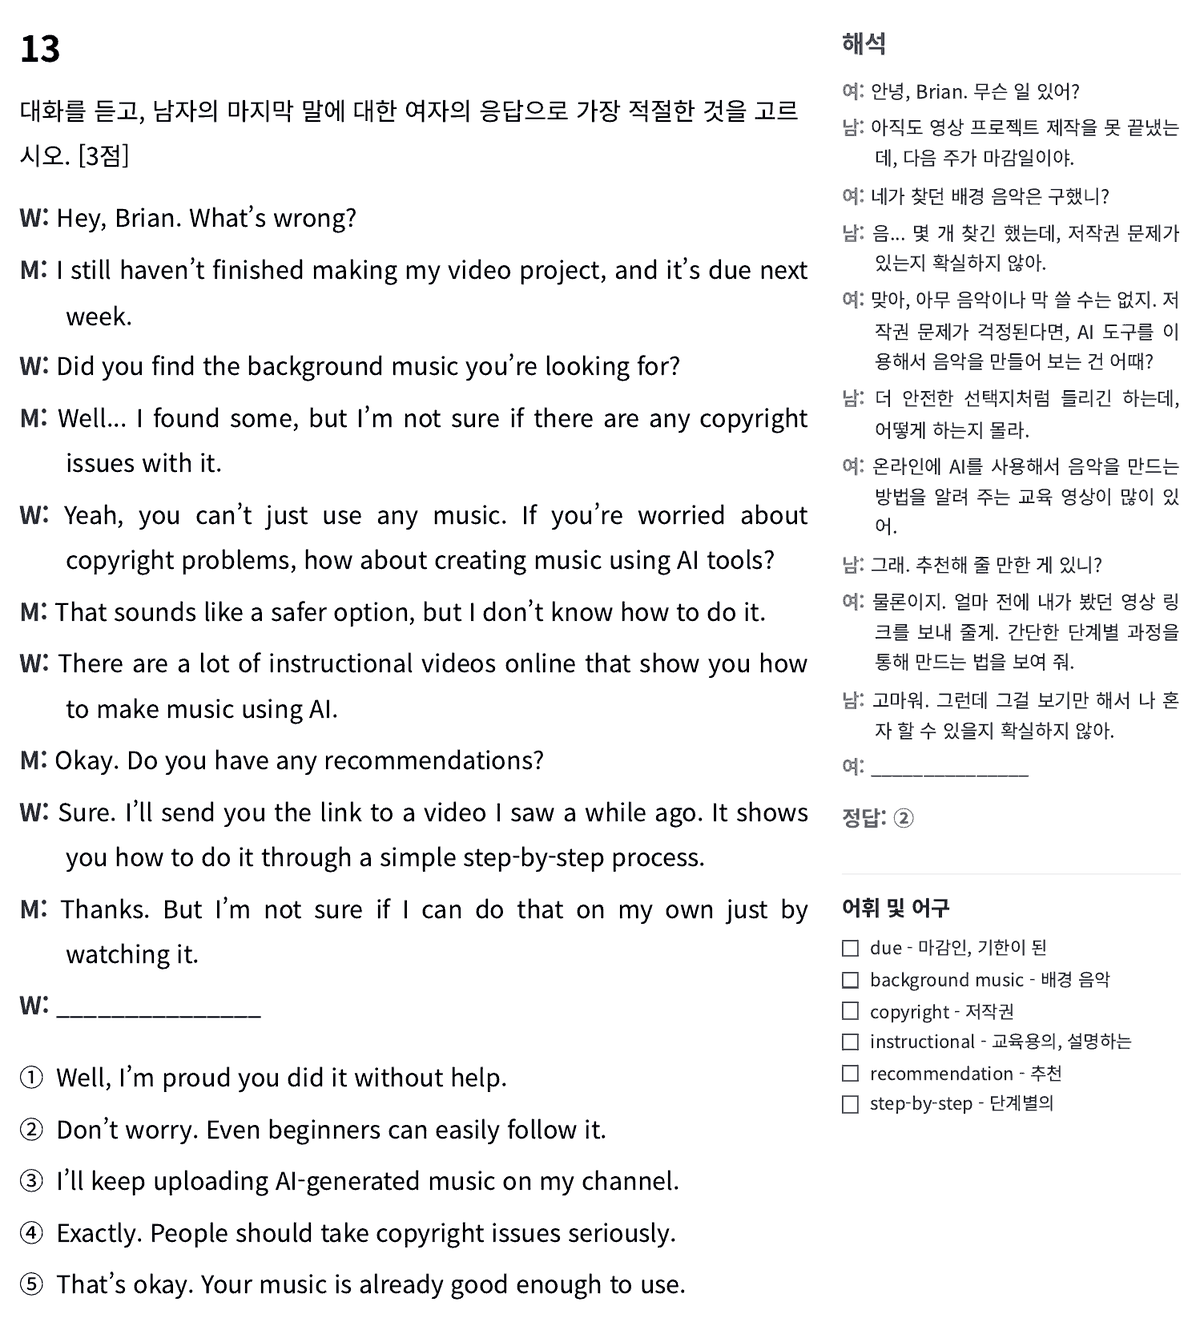 13
대화를 듣고, 남자의 마지막 말에 대한 여자의 응답으로 가장 적절한 것을 고르
시오. [3점]
W: Hey, Brian. What's wrong?
M: I still haven't finished making my video project, and it's due next
week.
W: Did you find the background music you're looking for?
M: Well... I found some, but I'm not sure if there are any copyright
issues with it.
W: Yeah, you can't just use any music. If you're worried about
copyright problems, how about creating music using AI tools?
M: That sounds like a safer option, but I don't know how to do it.
W: There are a lot of instructional videos online that show you how
to make music using AI.
M: Okay. Do you have any recommendations?
W: Sure. I'll send you the link to a video I saw a while ago. It shows
you how to do it through a simple step-by-step process.
M: Thanks. But I'm not sure if I can do that on my own just by
watching it.
W: _______________
① Well, I'm proud you did it without help.
② Don't worry. Even beginners can easily follow it.
③ I'll keep uploading AI-generated music on my channel.
④ Exactly. People should take copyright issues seriously.
⑤ That's okay. Your music is already good enough to use.
해석
여: 안녕, Brian. 무슨 일 있어?
남: 아직도 영상 프로젝트 제작을 못 끝냈는
데, 다음 주가 마감일이야.
여: 네가 찾던 배경 음악은 구했니?
남: 음... 몇 개 찾긴 했는데, 저작권 문제가
있는지 확실하지 않아.
여: 맞아, 아무 음악이나 막 쓸 수는 없지. 저
작권 문제가 걱정된다면, AI 도구를 이
용해서 음악을 만들어 보는 건 어때?
남: 더 안전한 선택지처럼 들리긴 하는데,
어떻게 하는지 몰라.
여: 온라인에 AI를 사용해서 음악을 만드는
방법을 알려 주는 교육 영상이 많이 있
어.
남: 그래. 추천해 줄 만한 게 있니?
여: 물론이지. 얼마 전에 내가 봤던 영상 링
크를 보내 줄게. 간단한 단계별 과정을
통해 만드는 법을 보여 줘.
남: 고마워. 그런데 그걸 보기만 해서 나 혼
자 할 수 있을지 확실하지 않아.
여: _______________
정답: ②
어휘 및 어구
□ due - 마감인, 기한이 된
□ background music - 배경 음악
□ copyright - 저작권
□ instructional - 교육용의, 설명하는
□ recommendation - 추천
□ step-by-step - 단계별의